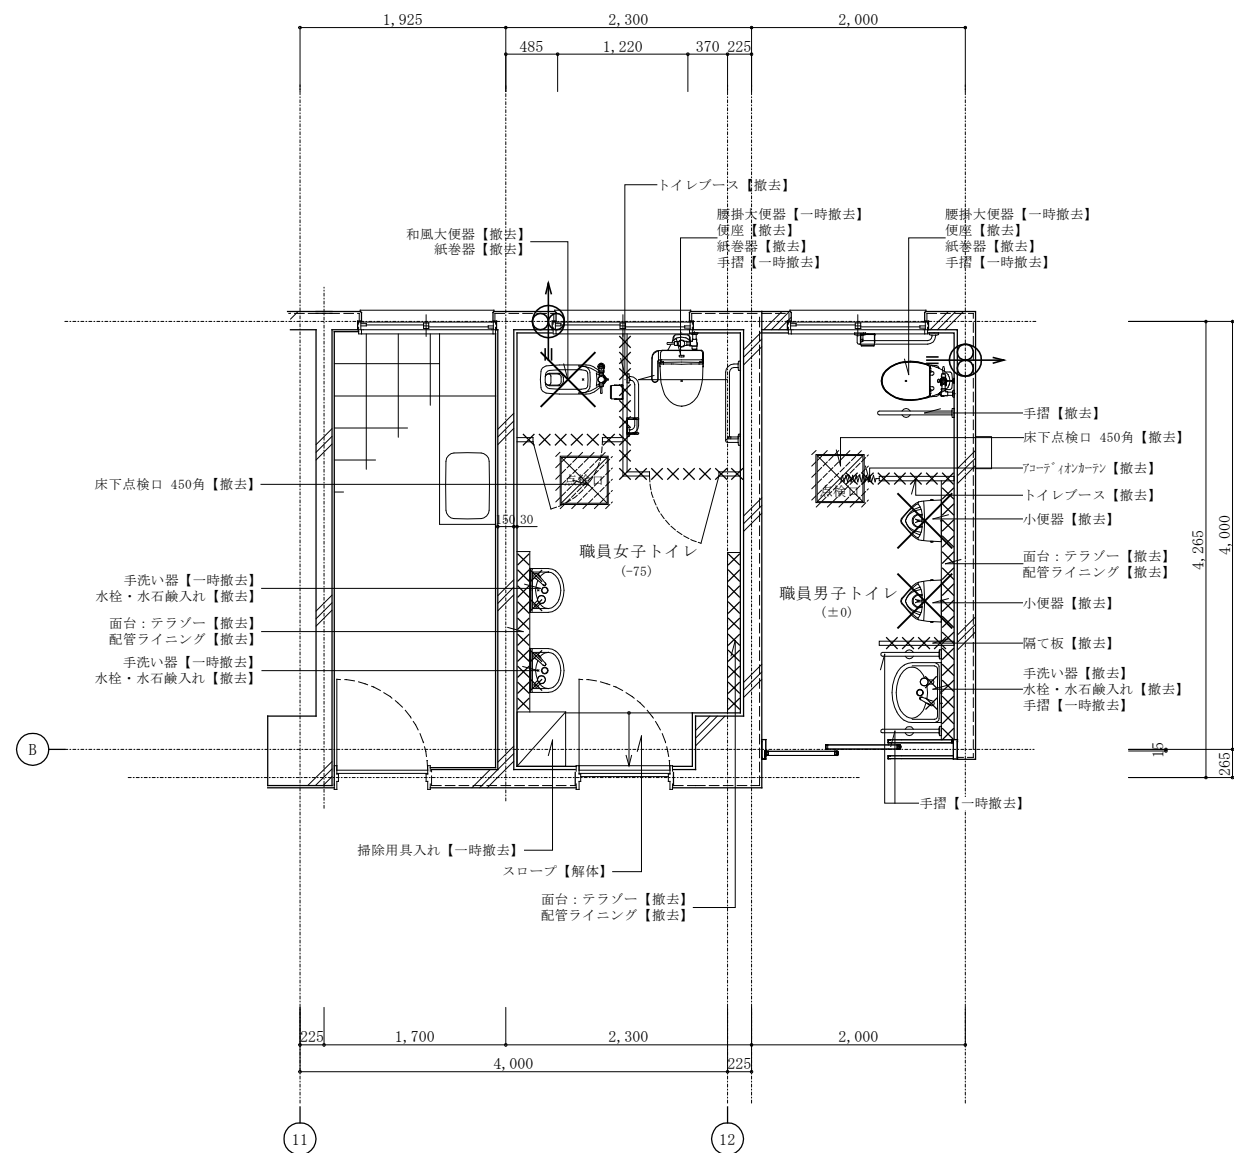 1,925
2,300
2,000
485
1,220
370
225
トイレブース【撤去】
和風大便器【撤去】
紙巻器【撤去】
腰掛大便器【一時撤去】
便座【撤去】
紙巻器【撤去】
手摺【一時撤去】
腰掛大便器【一時撤去】
便座【撤去】
紙巻器【撤去】
手摺【一時撤去】
手摺【撤去】
床下点検口 450角【撤去】
アコーディオンカーテン【撤去】
トイレブース【撤去】
小便器【撤去】
面台：テラゾー【撤去】
配管ライニング【撤去】
小便器【撤去】
隔て板【撤去】
手洗い器【撤去】
水栓・水石鹸入れ【撤去】
手摺【一時撤去】
床下点検口 450角【撤去】
点検口
点検口
150
30
職員女子トイレ
(-75)
職員男子トイレ
(±0)
手洗い器【一時撤去】
水栓・水石鹸入れ【撤去】
面台：テラゾー【撤去】
配管ライニング【撤去】
手洗い器【一時撤去】
水栓・水石鹸入れ【撤去】
4,265
4,000
15
265
B
手摺【一時撤去】
掃除用具入れ【一時撤去】
スロープ【解体】
面台：テラゾー【撤去】
配管ライニング【撤去】
225
1,700
2,300
2,000
4,000
225
11
12